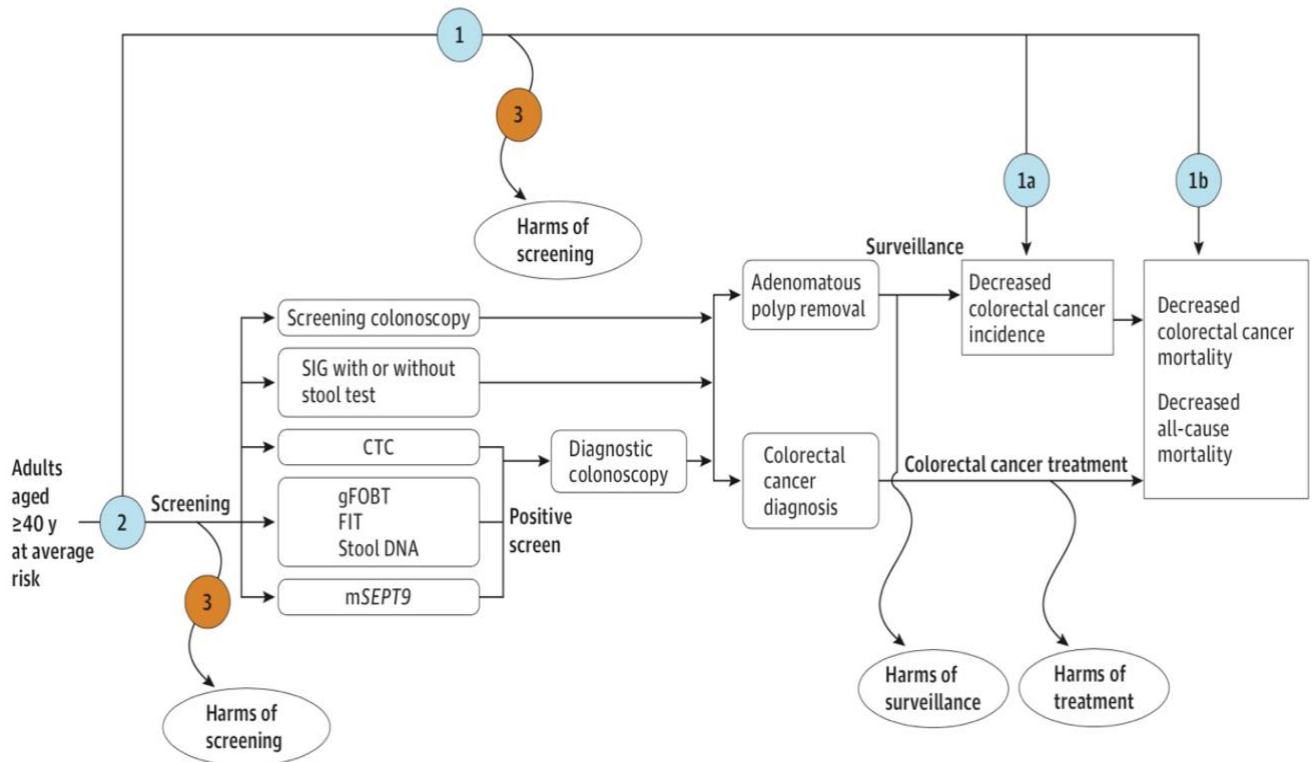 1
3
1a
1b
Harms of
screening
Surveillance
Adenomatous
polyp removal
Decreased
colorectal cancer
incidence
Decreased
colorectal cancer
mortality
Decreased
all-cause
mortality
Screening colonoscopy
SIG with or without
stool test
CTC
Diagnostic
colonoscopy
Colorectal
cancer
diagnosis
Colorectal cancer treatment
Adults
aged
≥40 y
at average
risk
2
Screening
gFOBT
FIT
Stool DNA
Positive
screen
mSEPT9
3
Harms of
screening
Harms of
surveillance
Harms of
treatment